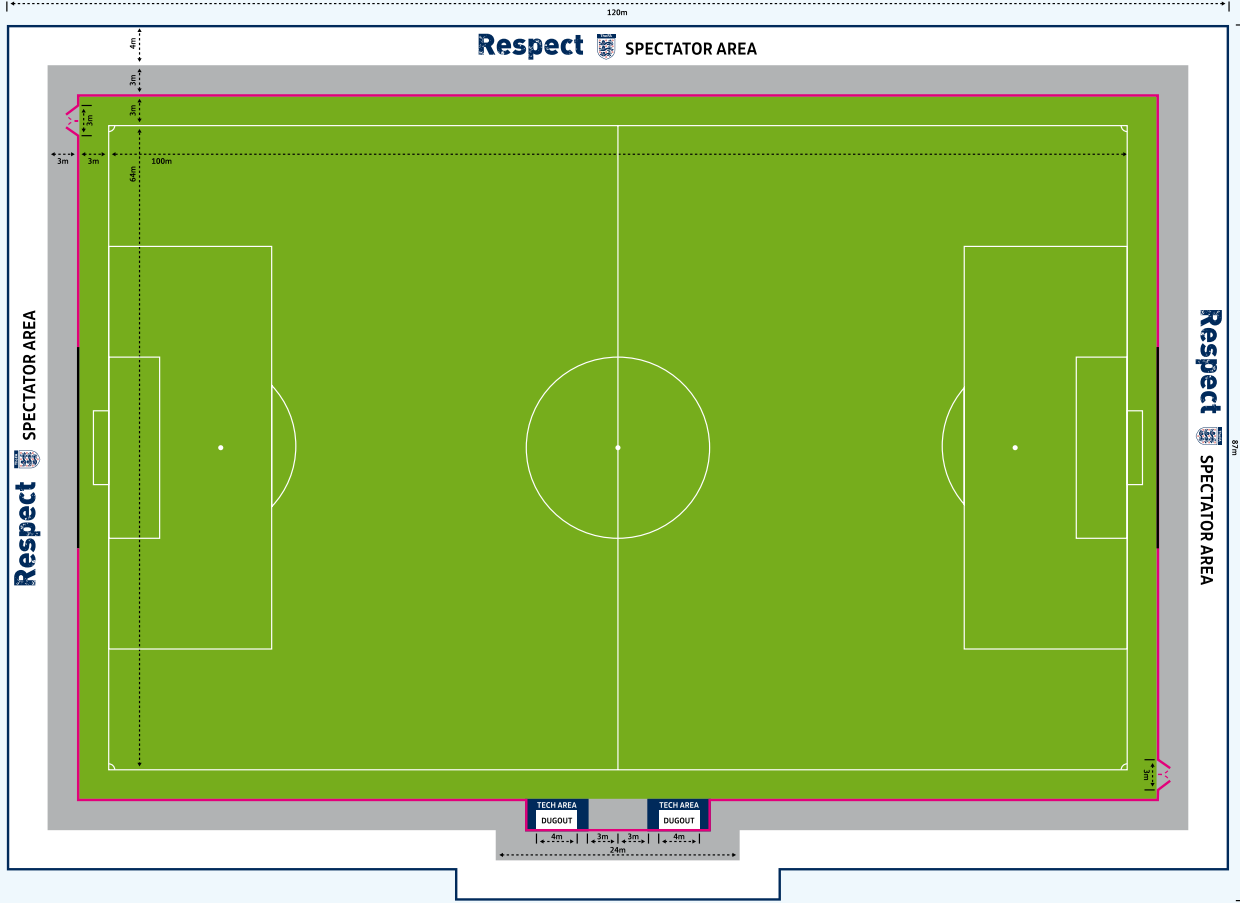 120m
4m
Respect SPECTATOR AREA
3m
3m
3m
3m 3m 100m
64m
SPECTATOR AREA
Respect
Respect
SPECTATOR AREA
87m
3m
TECH AREA TECH AREA
DUGOUT DUGOUT
4m 3m 3m 4m
24m